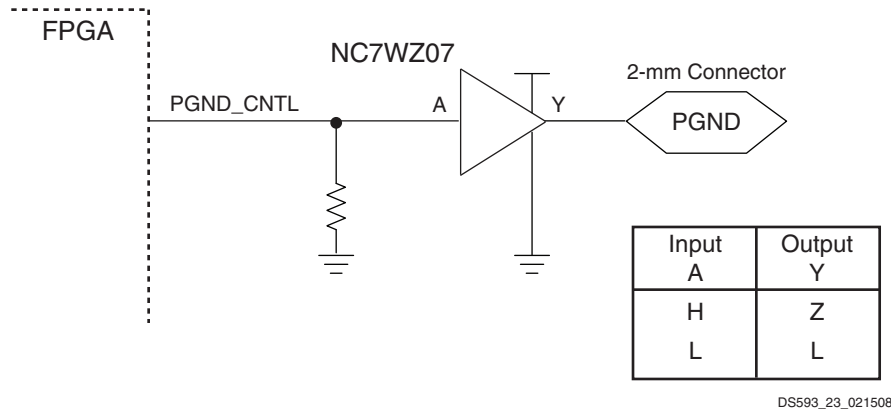 FPGA
NC7WZ07
2-mm Connector
PGND_CNTL
A
Y
PGND
Input Output
A Y
H Z
L L
DS593_23_021508